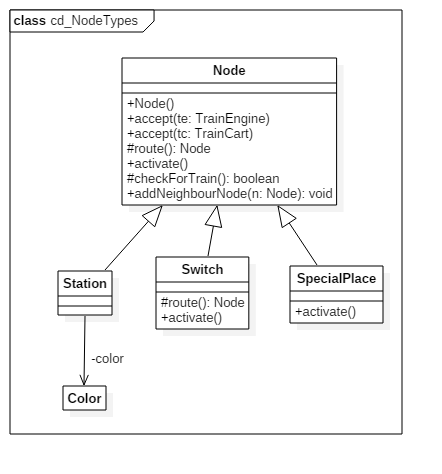 class cd_NodeTypes
Node
+Node()
+accept(te: TrainEngine)
+accept(tc: TrainCart)
#route(): Node
+activate()
#checkForTrain(): boolean
+addNeighbourNode(n: Node): void
Station
Switch
#route(): Node
+activate()
SpecialPlace
+activate()
-color
Color